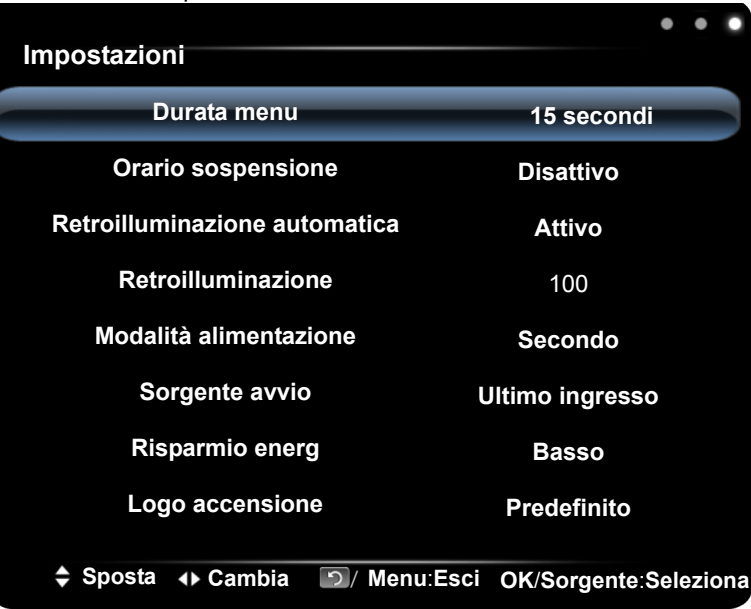 Impostazioni
Durata menu 15 secondi
Orario sospensione Disattivo
Retroilluminazione automatica Attivo
Retroilluminazione 100
Modalità alimentazione Secondo
Sorgente avvio Ultimo ingresso
Risparmio energ Basso
Logo accensione Predefinito
Sposta Cambia / Menu:Esci OK/Sorgente:Seleziona